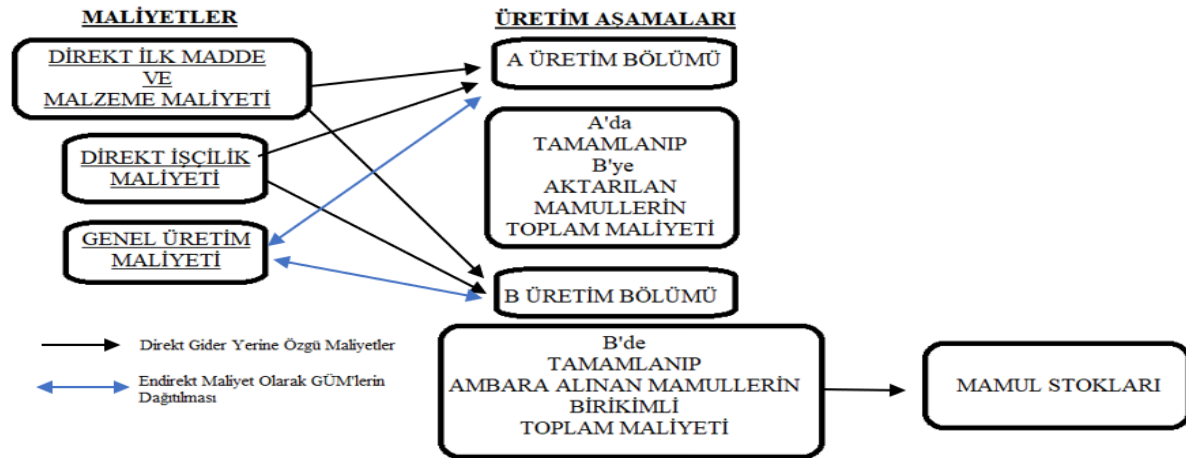 MALİYETLER
DİREKT İLK MADDE
VE
MALZEME MALİYETİ
DİREKT İŞÇİLİK
MALİYETİ
GENEL ÜRETİM
MALİYETİ
Direkt Gider Yerine Özgü Maliyetler
Endirekt Maliyet Olarak GÜM'lerin
Dağıtılması
ÜRETİM AŞAMALARI
A ÜRETİM BÖLÜMÜ
A'da
TAMAMLANIP
B'ye
AKTARILAN
MAMULLERİN
TOPLAM MALİYETİ
B ÜRETİM BÖLÜMÜ
B'de
TAMAMLANIP
AMBARA ALINAN MAMULLERİN
BİRİKİMLİ
TOPLAM MALİYETİ
MAMUL STOKLARI